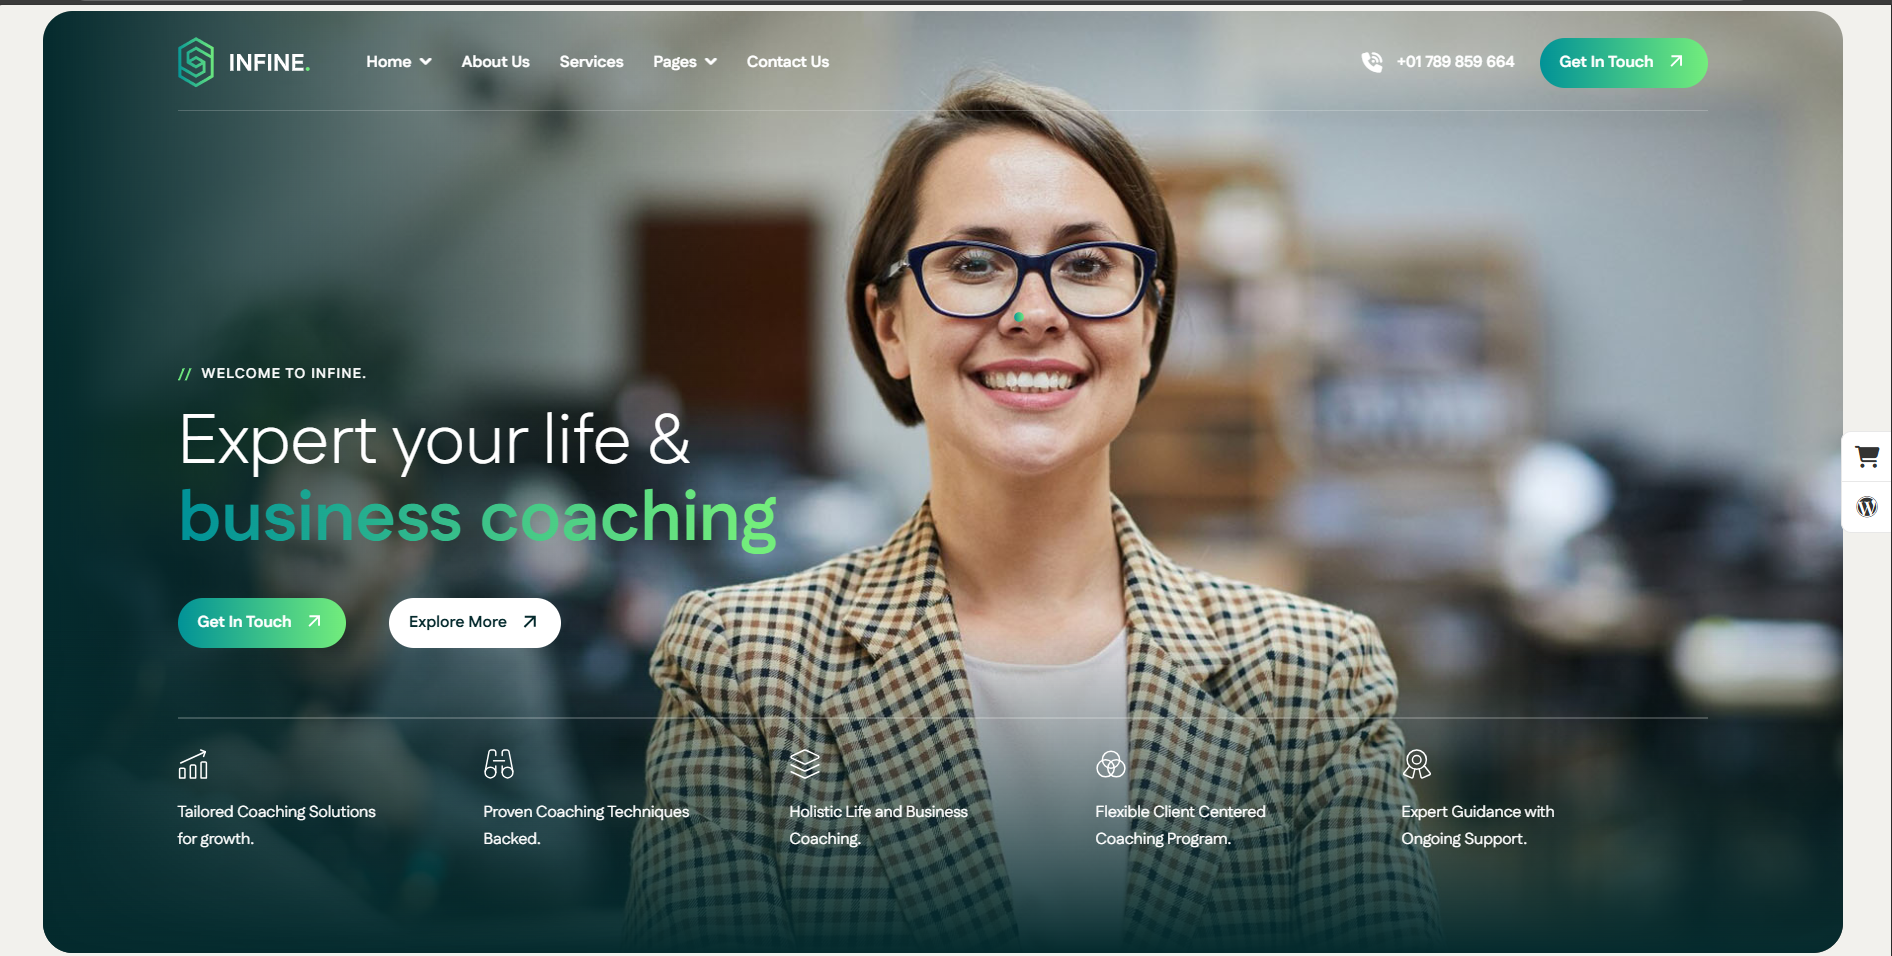 INFINE.
Home
About Us
Services
Pages
Contact Us
+01 789 859 664
Get In Touch
// WELCOME TO INFINE.
Expert your life &
business coaching
Get In Touch
Explore More
Tailored Coaching Solutions
for growth.
Proven Coaching Techniques
Backed.
Holistic Life and Business
Coaching.
Flexible Client Centered
Coaching Program.
Expert Guidance with
Ongoing Support.